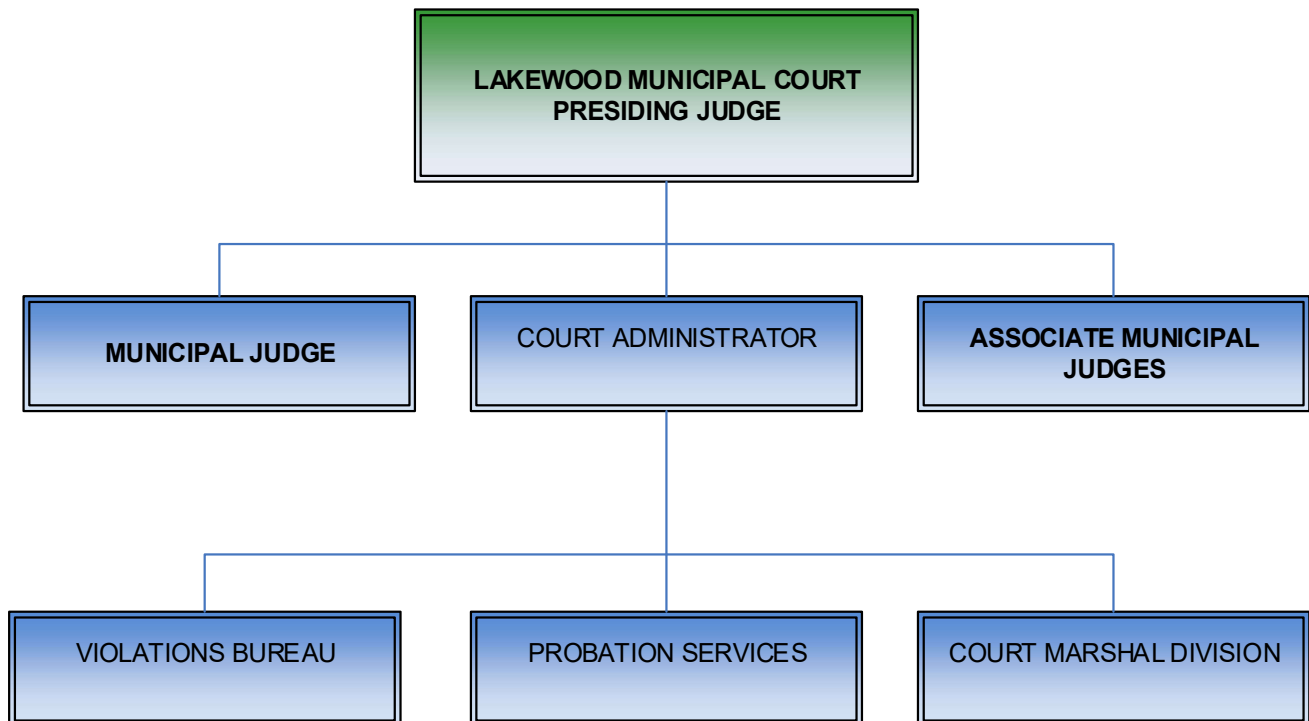 LAKEWOOD MUNICIPAL COURT
PRESIDING JUDGE
MUNICIPAL JUDGE
COURT ADMINISTRATOR
ASSOCIATE MUNICIPAL
JUDGES
VIOLATIONS BUREAU
PROBATION SERVICES
COURT MARSHAL DIVISION